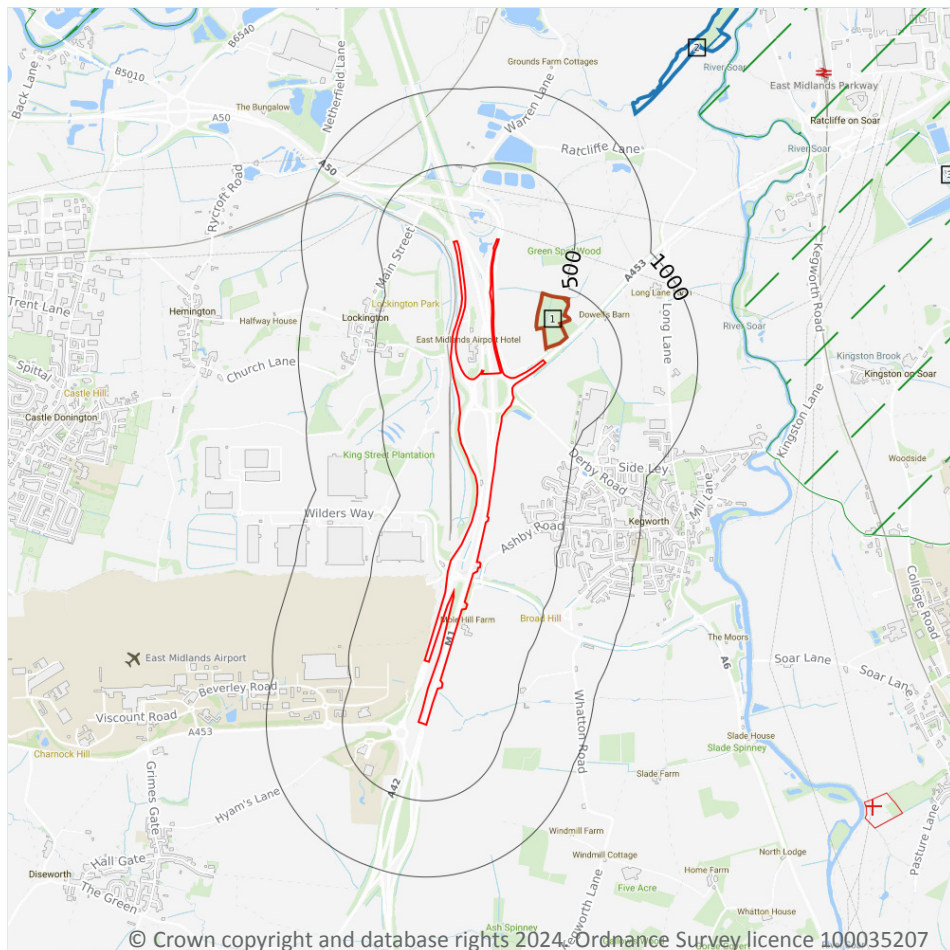 Back Lane
B6540
B5010
Netherfield Lane
The Bungalow
A50
Grounds Farm Cottages
Warren Lane
2
River Soar
East Midlands Parkway
Ratcliffe on Soar
A50
Ratcliffe Lane
River Soar
Rycroft Road
Main Street
Green Spot Wood
A453
500
1000
Kegworth Road
Trent Lane
Hemington
Lockington Park
Halfway House
Lockington
1
Dowell's Barn
Long Lane
River Soar
East Midlands Airport Hotel
Church Lane
Kingston Brook
Kingston on Soar
Spittal
Castle Hill
Castle Donington
King Street Plantation
Derby Road
Side Ley
Kingston Lane
Woodside
Mill Lane
Wilders Way
Kegworth
Ashby Road
College Road
Mole Hill Farm
Broad Hill
M1
The Moors
East Midlands Airport
Soar Lane
A6
Soar Lane
Beverley Road
Viscount Road
A453
Whatton Road
Charnock Hill
Slade House
Slade Spinney
Grimes Gate
A42
Slade Farm
Hyam's Lane
Pasture Lane
Windmill Farm
Hall Gate
Windmill Cottage
North Lodge
Diseworth
The Green
Home Farm
Five Acre
Kegworth Lane
Whatton House
Ash Spinney
© Crown copyright and database rights 2024. Ordnance Survey licence 100035207